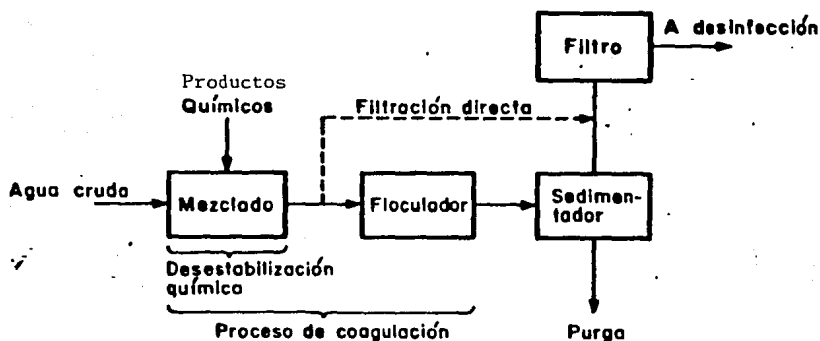 A desinfección
Filtro
Productos
Químicos
Filtración directa
Agua cruda
Mezclado
Floculador
Sedimen-
tador
Desestabilización
química
Proceso de coagulación
Purga